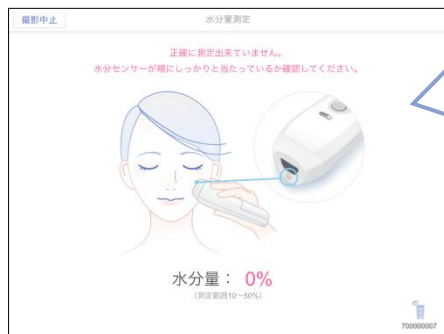 撮影中止
水分量測定
正確に測定出来ていません。
水分センサーが頬にしっかりと当たっているか確認してください。
水分量： 0%
（測定範囲10～50%）
700000007